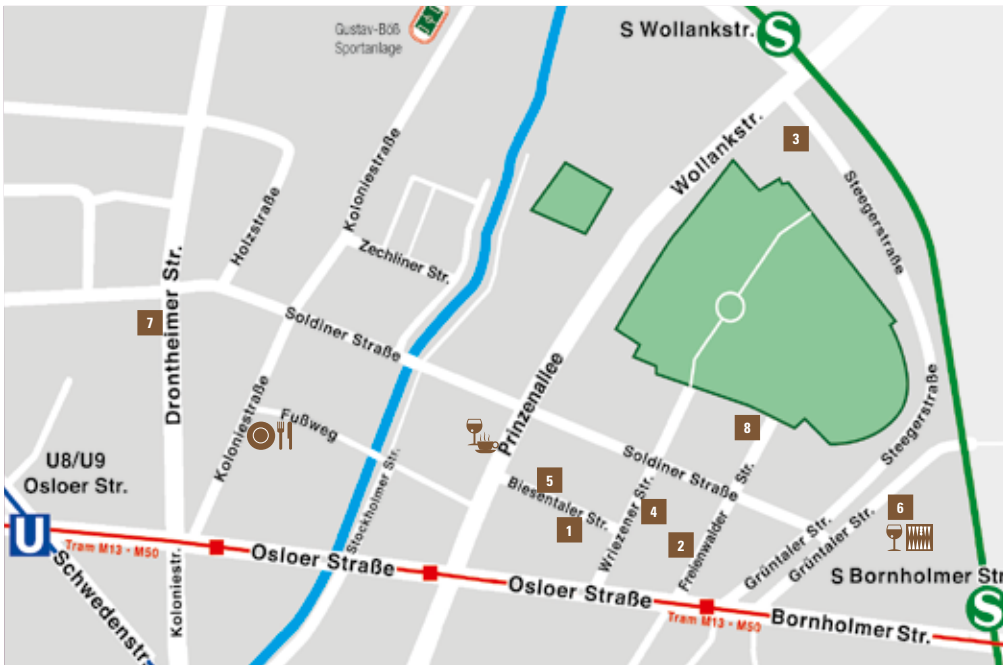 Gustav-Böß
Sportanlage
S Wollankstr.
S
Wollankstr.
3
Koloniestraße
Holzstraße
Steegerstraße
Zechliner Str.
Drontheimer Str.
7
Soldiner Straße
Prinzenallee
Koloniestraße
Fußweg
Steegerstraße
8
U8/U9
Osloer Str.
Soldiner Straße
Stockholmer Str.
5
Biesentaler Str.
1
Wriezener Str.
4
2
Freienwalder Str.
6
Grüntaler Str.
Grüntaler Str.
U
Tram M13 - M50
Osloer Straße
Osloer Straße
S Bornholmer Str
S
Schwedenstr.
Koloniestr.
Tram M13 - M50
Bornholmer Str.